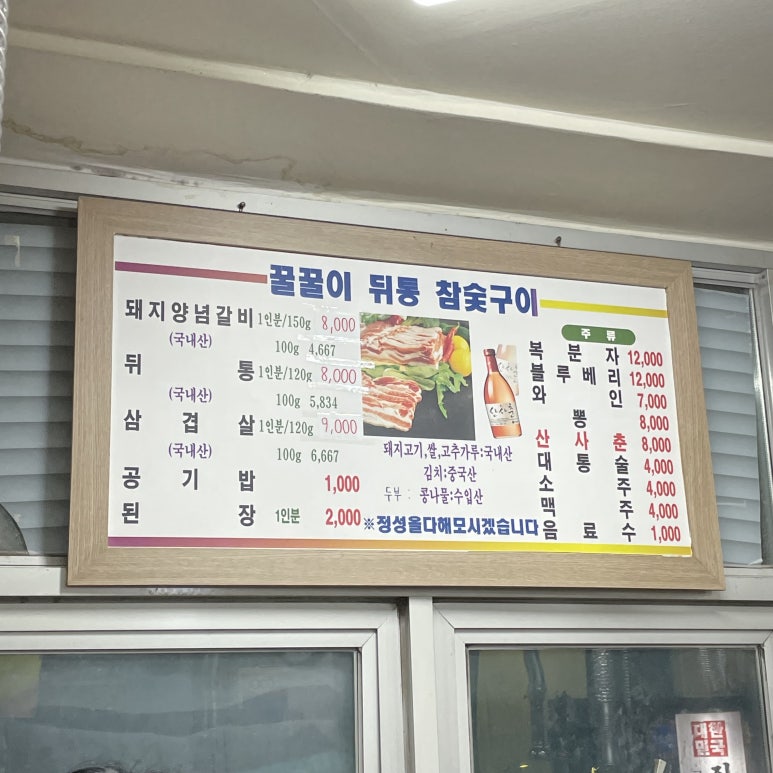 꿀꿀이 뒤통 참숯구이
돼지양념갈비 1인분/150g 8,000
(국내산) 100g 4,667
뒤통 1인분/120g 8,000
(국내산) 100g 5,834
삼겹살 1인분/120g 9,000
(국내산) 100g 6,667
공기밥 1,000
된장 1인분 2,000
돼지고기,쌀,고추가루:국내산
김치:중국산
두부 : 콩나물:수입산
※정성을다해모시겠습니다
주류
복분자 12,000
블루베리 12,000
와인 7,000
뽕 8,000
산사춘 8,000
대통술 4,000
소주 4,000
맥주 4,000
음료수 1,000
대한
민국